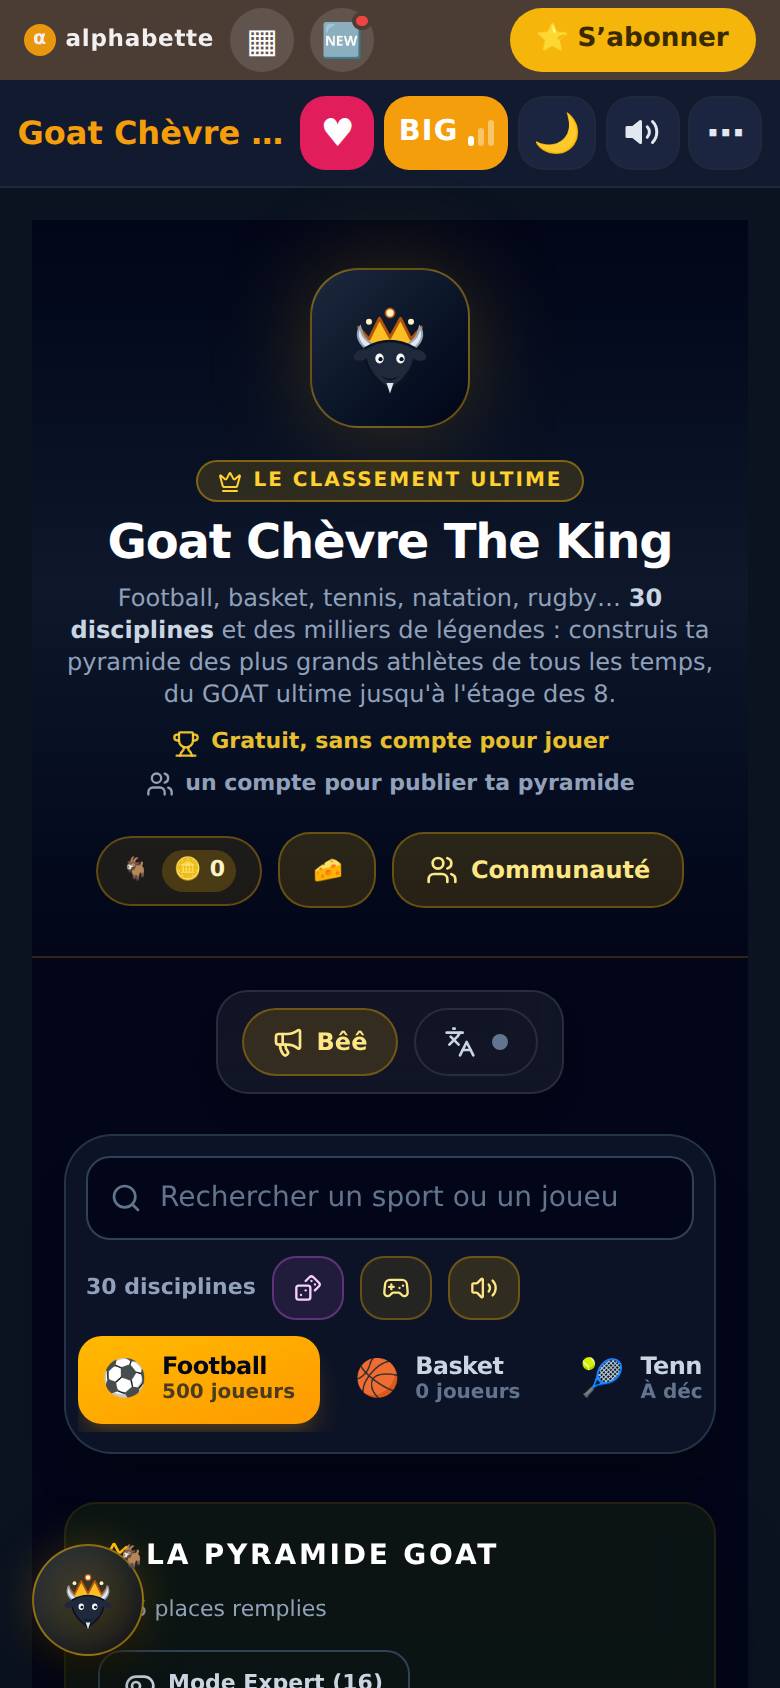 α alphabette
NEW
⭐ S’abonner
Goat Chèvre …
BIG
LE CLASSEMENT ULTIME
Goat Chèvre The King
Football, basket, tennis, natation, rugby… 30
disciplines et des milliers de légendes : construis ta
pyramide des plus grands athlètes de tous les temps,
du GOAT ultime jusqu'à l'étage des 8.
Gratuit, sans compte pour jouer
un compte pour publier ta pyramide
0
Communauté
Bêê
Rechercher un sport ou un joueu
30 disciplines
Football
500 joueurs
Basket
0 joueurs
Tenn
À déc
LA PYRAMIDE GOAT
places remplies
Mode Expert (16)